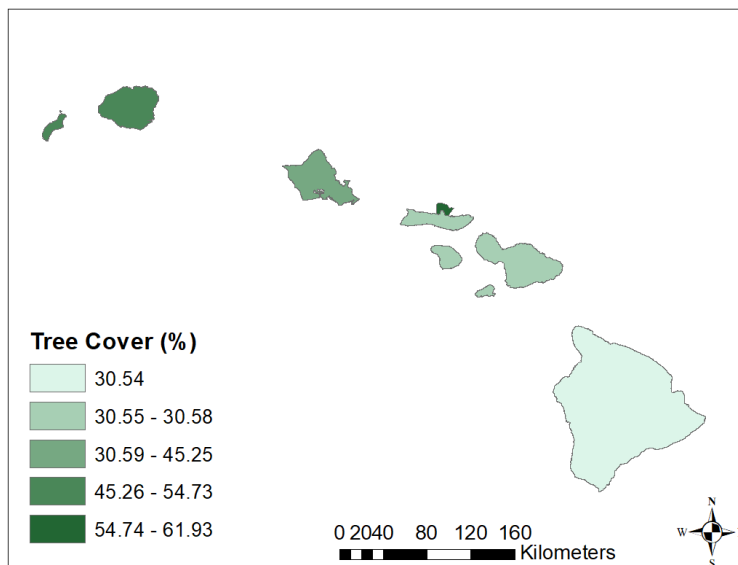 Tree Cover (%)
30.54
30.55 - 30.58
30.59 - 45.25
45.26 - 54.73
54.74 - 61.93
0 2040 80 120 160
Kilometers
N
W E
S